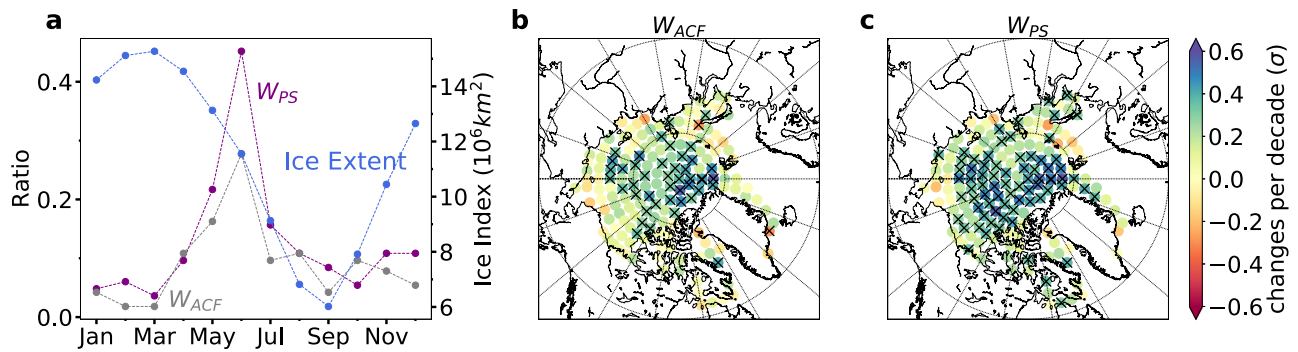 a
b
c
W_ACF
W_PS
0.4
0.2
0.0
Ratio
W_PS
Ice Extent
W_ACF
14
12
10
8
6
Ice Index (10^6 km^2)
Jan Mar May Jul Sep Nov
0.6
0.4
0.2
0.0
−0.2
−0.4
−0.6
changes per decade (σ)